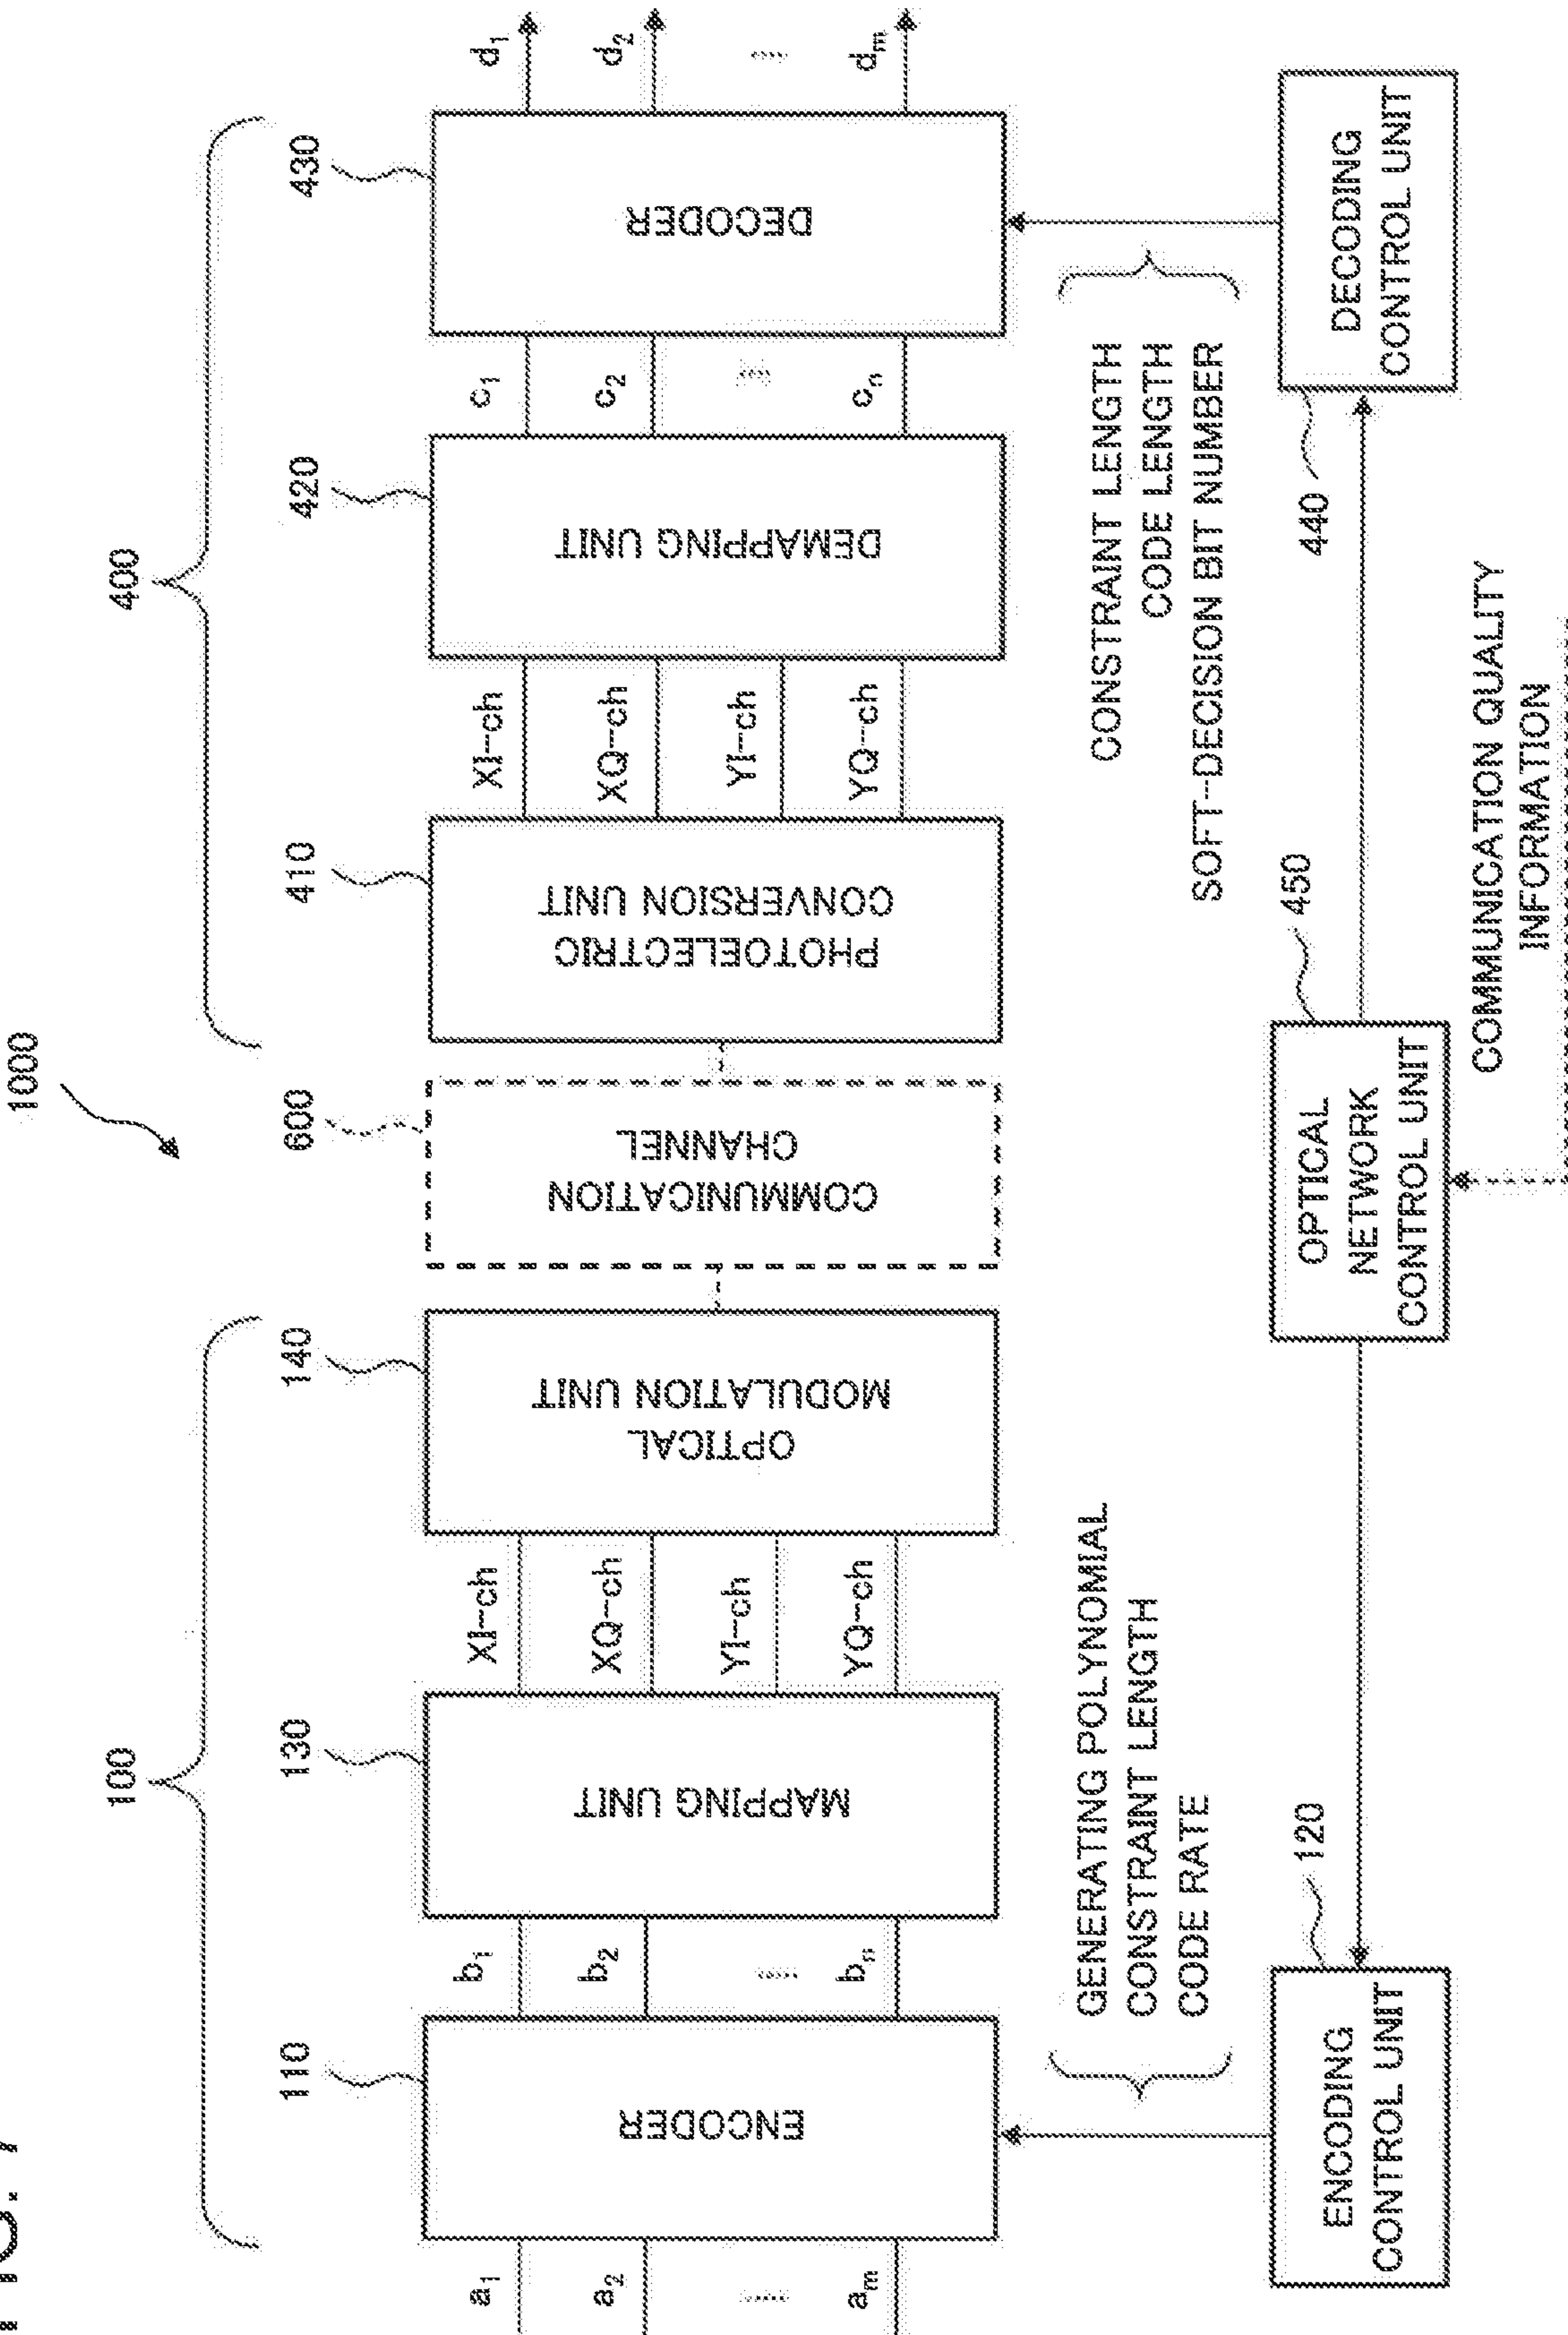 FIG. 7
1000
100
400
110
130
140
600
410
420
430
a1
a2
....
am
ENCODER
b1
b2
....
bn
MAPPING UNIT
XI-ch
XQ-ch
YI-ch
YQ-ch
OPTICAL
MODULATION UNIT
COMMUNICATION
CHANNEL
PHOTOELECTRIC
CONVERSION UNIT
XI-ch
XQ-ch
YI-ch
YQ-ch
DEMAPPING UNIT
c1
c2
....
cn
DECODER
d1
d2
....
dm
GENERATING POLYNOMIAL
CONSTRAINT LENGTH
CODE RATE
CONSTRAINT LENGTH
CODE LENGTH
SOFT-DECISION BIT NUMBER
120
ENCODING
CONTROL UNIT
450
OPTICAL
NETWORK
CONTROL UNIT
440
DECODING
CONTROL UNIT
COMMUNICATION QUALITY
INFORMATION